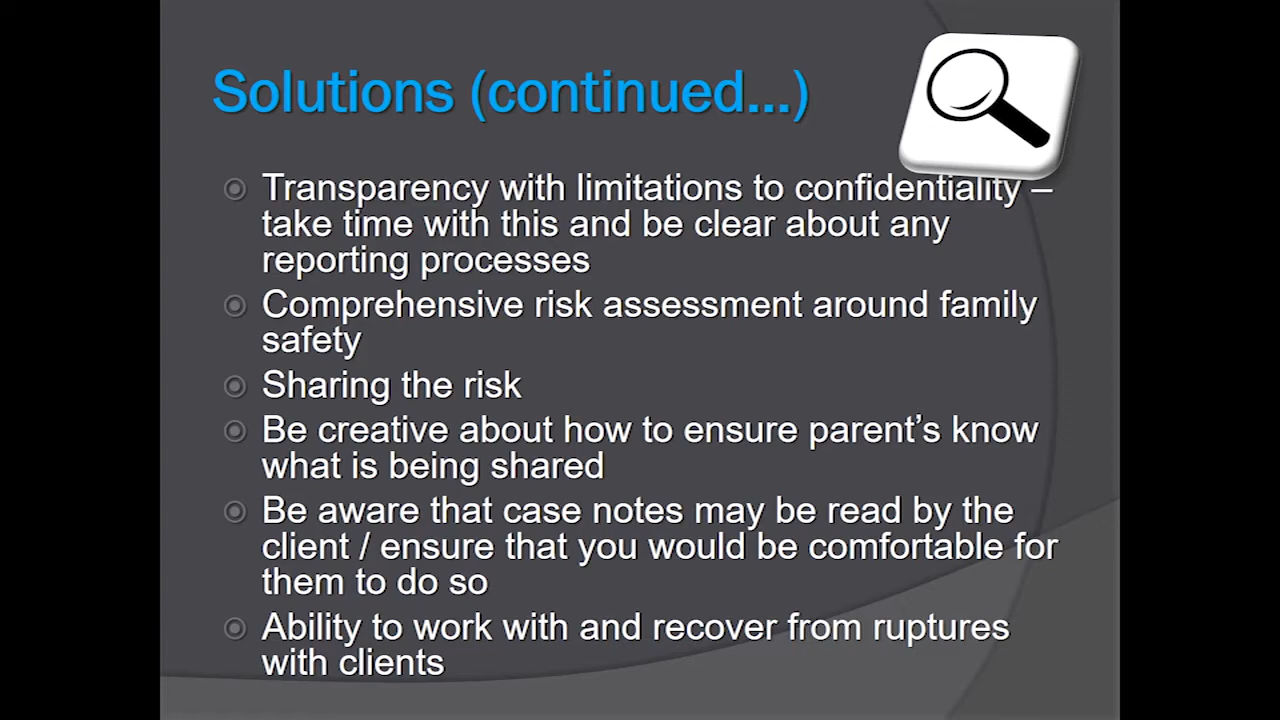 Solutions (continued...)
Transparency with limitations to confidentiality –
take time with this and be clear about any
reporting processes
Comprehensive risk assessment around family
safety
Sharing the risk
Be creative about how to ensure parent's know
what is being shared
Be aware that case notes may be read by the
client / ensure that you would be comfortable for
them to do so
Ability to work with and recover from ruptures
with clients